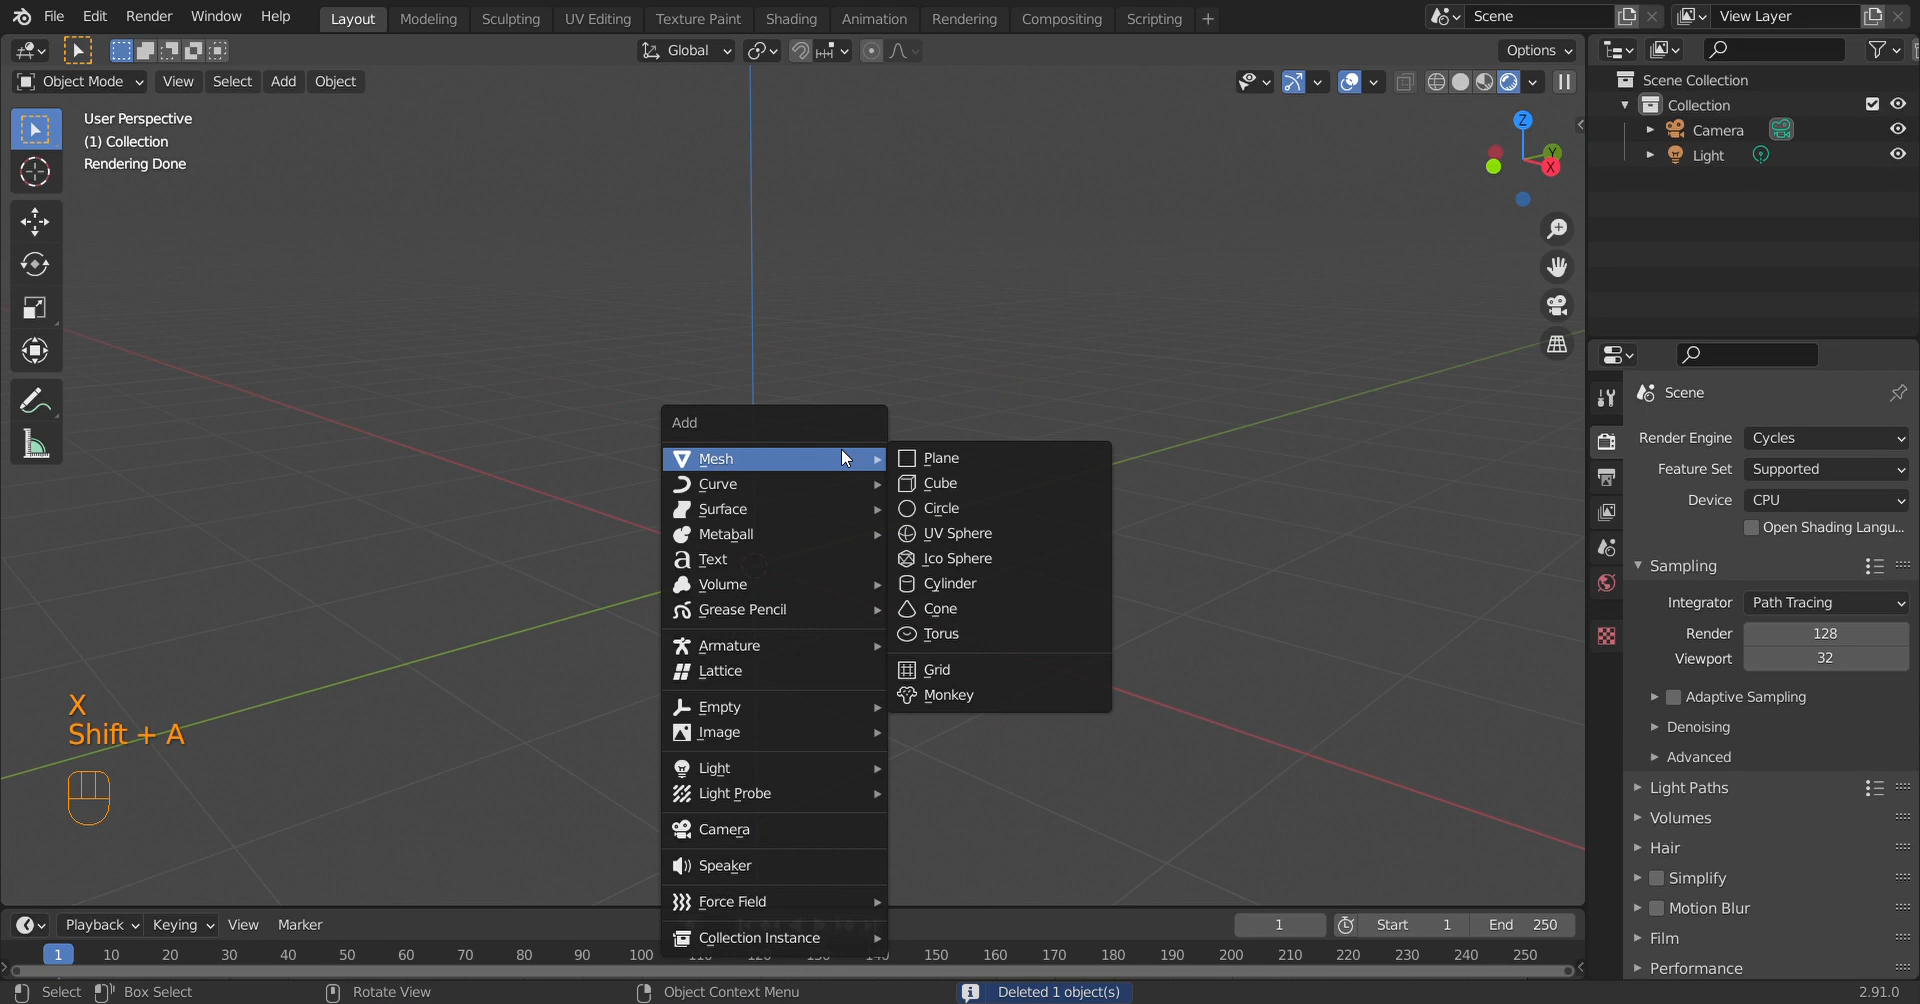 File Edit Render Window Help
Layout Modeling Sculpting UV Editing Texture Paint Shading Animation Rendering Compositing Scripting +
Scene
View Layer
Global
Options
Object Mode View Select Add Object
User Perspective
(1) Collection
Rendering Done
Z
Y
X
Scene Collection
Collection
Camera
Light
Add
Mesh
Curve
Surface
Metaball
Text
Volume
Grease Pencil
Armature
Lattice
Empty
Image
Light
Light Probe
Camera
Speaker
Force Field
Collection Instance
Plane
Cube
Circle
UV Sphere
Ico Sphere
Cylinder
Cone
Torus
Grid
Monkey
X
Shift + A
Scene
Render Engine Cycles
Feature Set Supported
Device CPU
Open Shading Langu...
Sampling
Integrator Path Tracing
Render 128
Viewport 32
Adaptive Sampling
Denoising
Advanced
Light Paths
Volumes
Hair
Simplify
Motion Blur
Film
Performance
Playback Keying View Marker
1 Start 1 End 250
1 10 20 30 40 50 60 70 80 90 100 110 120 130 140 150 160 170 180 190 200 210 220 230 240 250
Select Box Select Rotate View Object Context Menu Deleted 1 object(s) 2.91.0